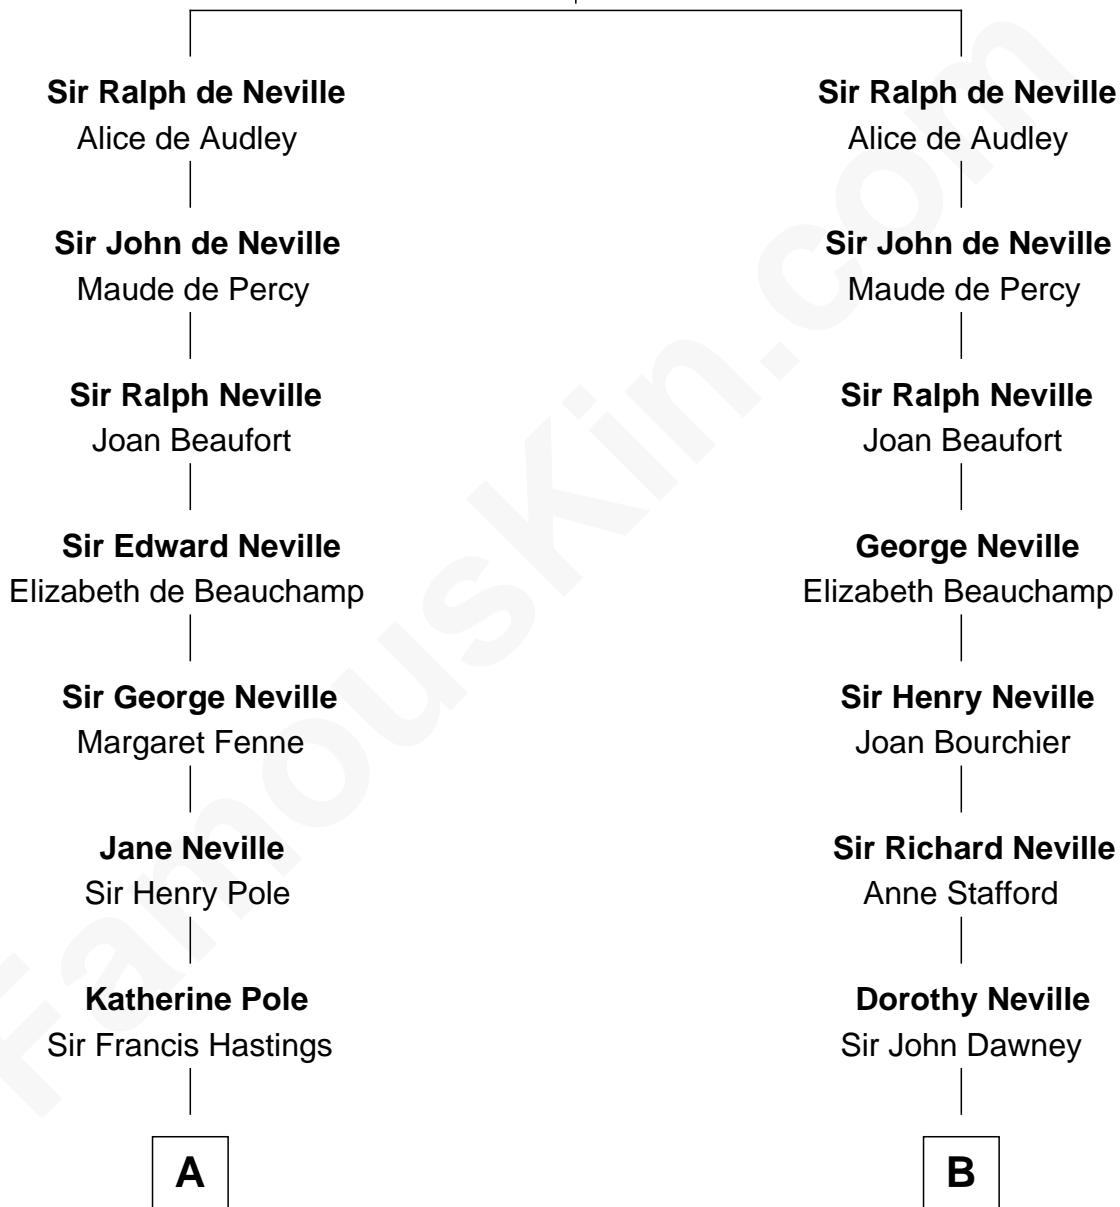 Sir Ralph de Neville
Alice de Audley
Sir John de Neville
Maude de Percy
Sir Ralph Neville
Joan Beaufort
Sir Edward Neville
Elizabeth de Beauchamp
Sir George Neville
Margaret Fenne
Jane Neville
Sir Henry Pole
Katherine Pole
Sir Francis Hastings
A
Sir Ralph de Neville
Alice de Audley
Sir John de Neville
Maude de Percy
Sir Ralph Neville
Joan Beaufort
George Neville
Elizabeth Beauchamp
Sir Henry Neville
Joan Bourchier
Sir Richard Neville
Anne Stafford
Dorothy Neville
Sir John Dawney
B
FamousKin.com